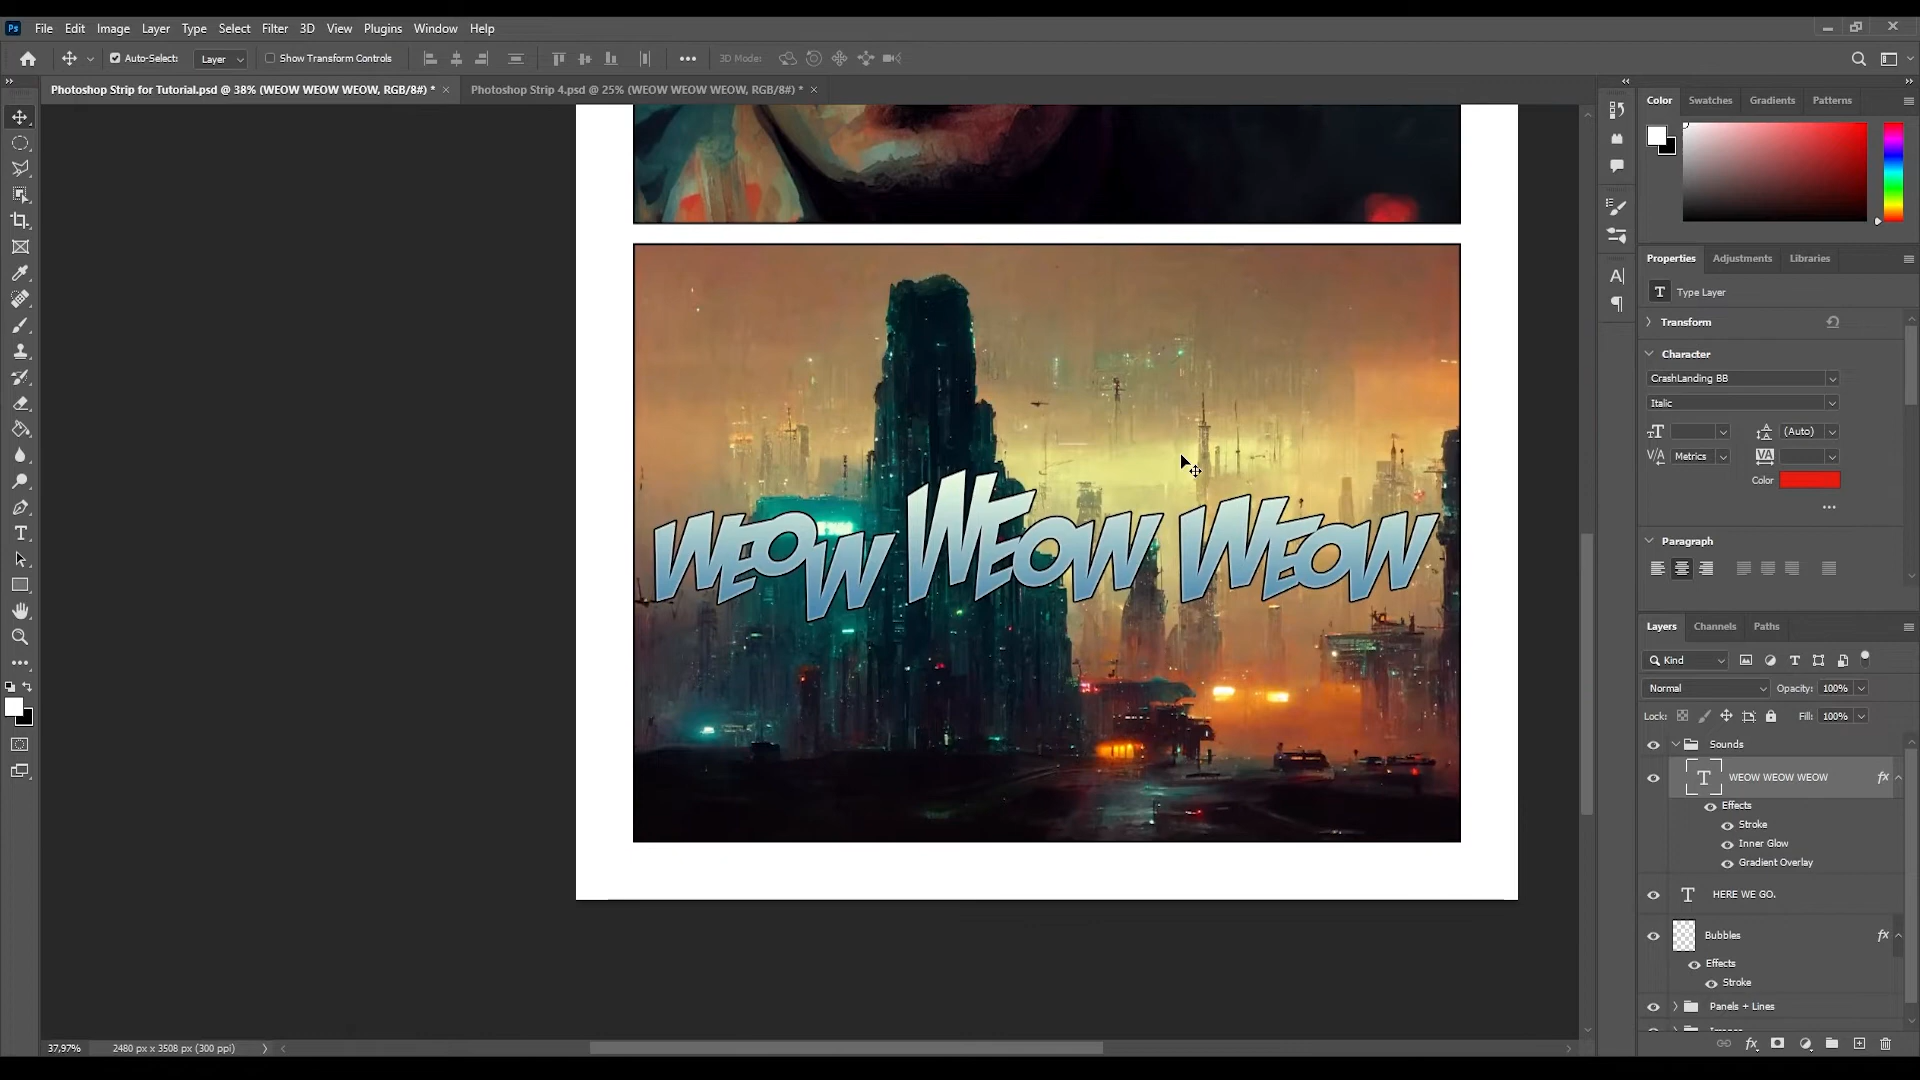 Ps File Edit Image Layer Type Select Filter 3D View Plugins Window Help
Auto-Select: Layer Show Transform Controls 3D Mode:
Photoshop Strip for Tutorial.psd @ 38% (WEOW WEOW WEOW, RGB/8#) * × Photoshop Strip 4.psd @ 25% (WEOW WEOW WEOW, RGB/8#) * ×
WEOW WEOW WEOW
37,97% 2480 px x 3508 px (300 ppi)
Color Swatches Gradients Patterns
Properties Adjustments Libraries
T Type Layer
Transform
Character
CrashLanding BB
Italic
(Auto)
Metrics
Color
Paragraph
Layers Channels Paths
Kind
Normal Opacity: 100%
Lock: Fill: 100%
Sounds
T WEOW WEOW WEOW fx
Effects
Stroke
Inner Glow
Gradient Overlay
T HERE WE GO.
Bubbles fx
Effects
Stroke
Panels + Lines